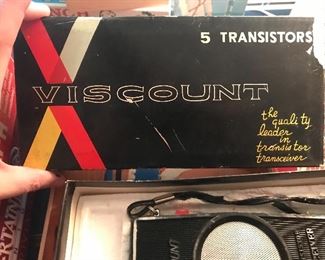 5 TRANSISTORS
VISCOUNT
the
quality
leader
in
transistor
transceiver